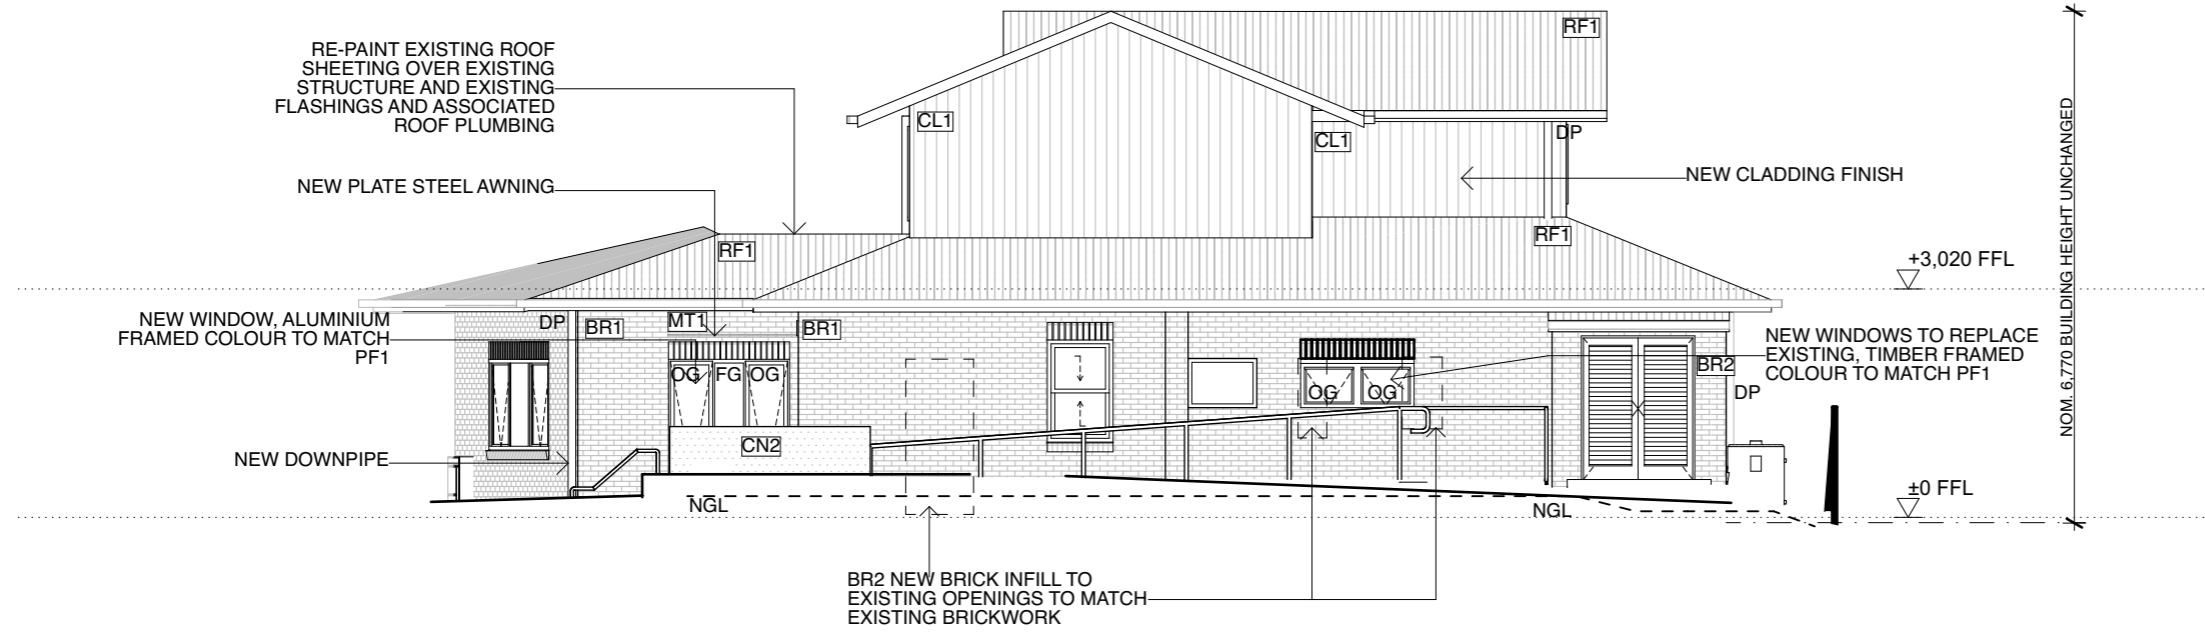 RE-PAINT EXISTING ROOF
SHEETING OVER EXISTING
STRUCTURE AND EXISTING
FLASHINGS AND ASSOCIATED
ROOF PLUMBING
RF1
CL1
CL1
DP
NEW CLADDING FINISH
NEW PLATE STEEL AWNING
RF1
RF1
+3,020 FFL
NOM. 6,770 BUILDING HEIGHT UNCHANGED
NEW WINDOW, ALUMINIUM
FRAMED COLOUR TO MATCH
PF1
DP
BR1
MT1
BR1
OG
FG
OG
OG
OG
NEW WINDOWS TO REPLACE
EXISTING, TIMBER FRAMED
COLOUR TO MATCH PF1
BR2
DP
CN2
NEW DOWNPIPE
NGL
NGL
±0 FFL
BR2 NEW BRICK INFILL TO
EXISTING OPENINGS TO MATCH
EXISTING BRICKWORK